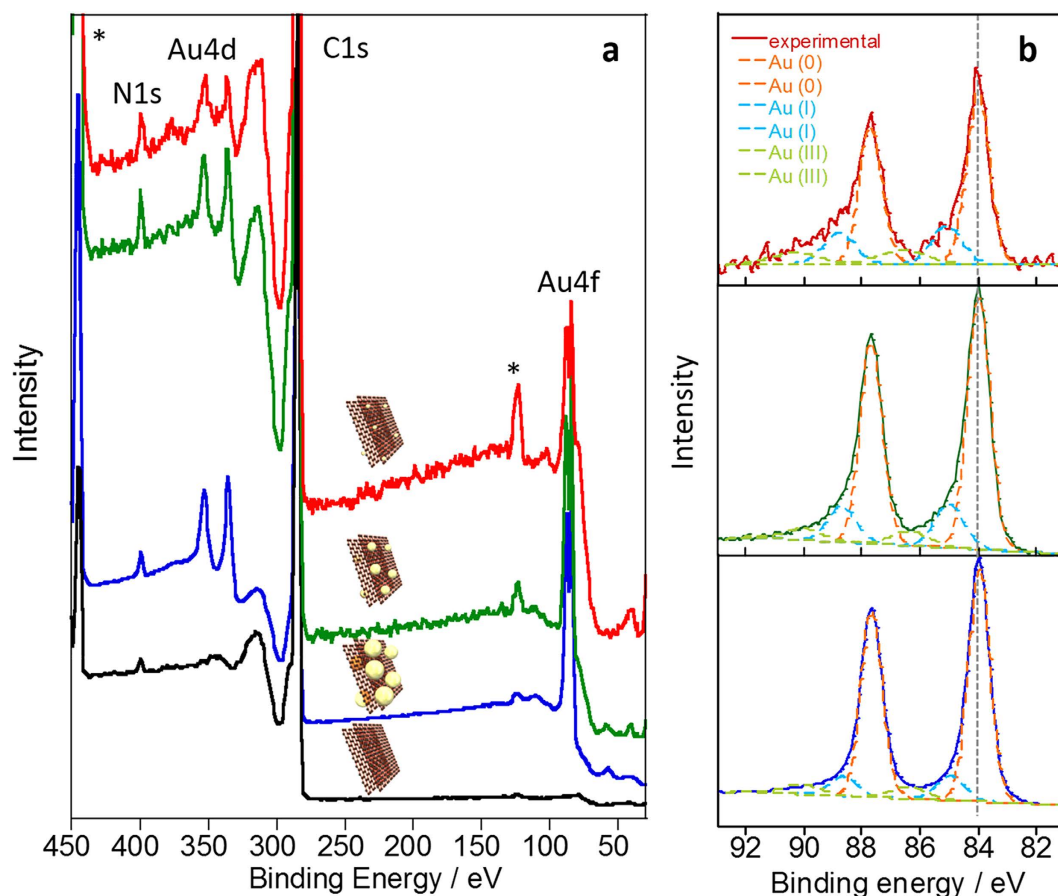 *
N1s
Au4d
C1s
a
Au4f
*
Intensity
450 400 350 300 250 200 150 100 50
Binding Energy / eV
b
experimental
Au (0)
Au (0)
Au (I)
Au (I)
Au (III)
Au (III)
Intensity
92 90 88 86 84 82
Binding energy / eV